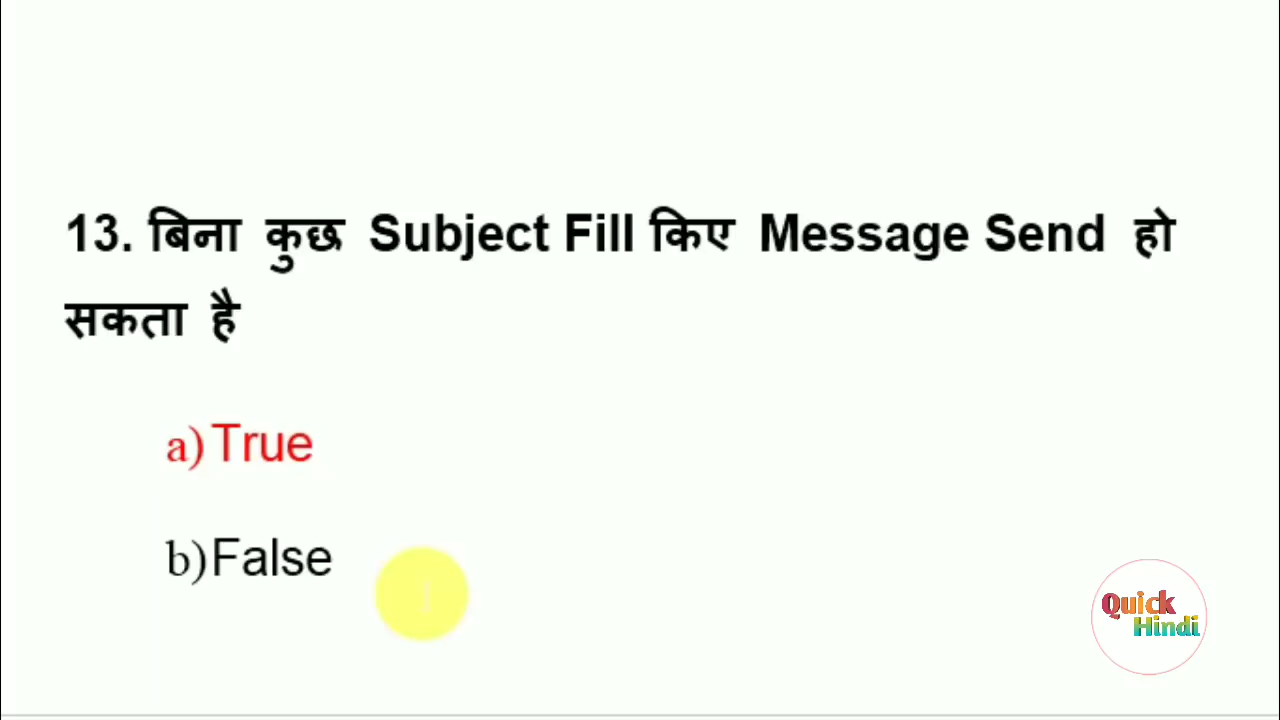 13. बिना कुछ Subject Fill किए Message Send हो
सकता है
a) True
b) False
Quick
Hindi